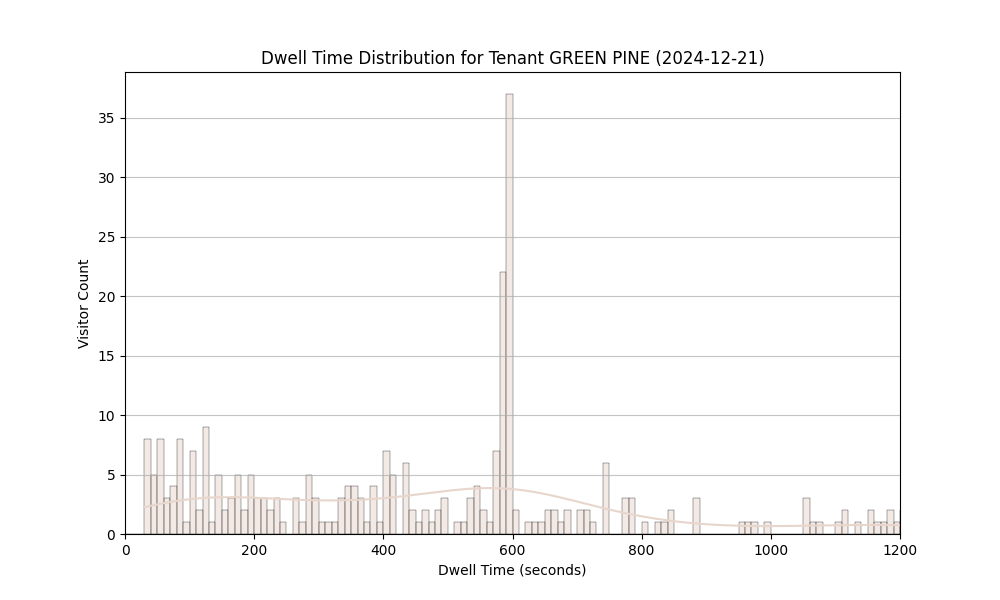 Dwell Time Distribution for Tenant GREEN PINE (2024-12-21)
Visitor Count
35
30
25
20
15
10
5
0
0 200 400 600 800 1000 1200
Dwell Time (seconds)